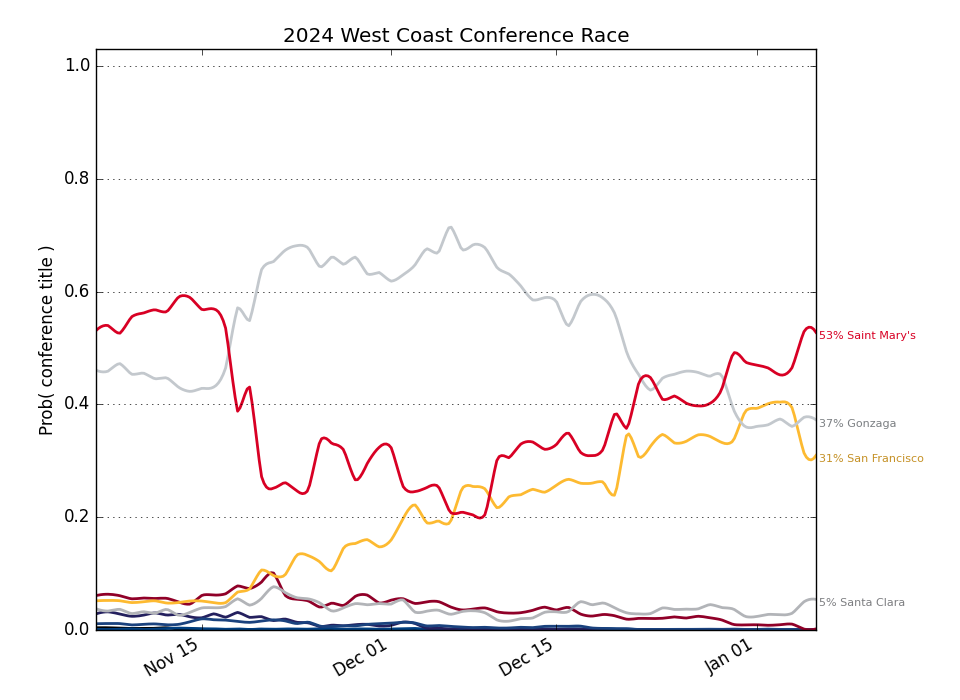 2024 West Coast Conference Race
Prob( conference title )
1.0
0.8
0.6
0.4
0.2
0.0
53% Saint Mary's
37% Gonzaga
31% San Francisco
5% Santa Clara
Nov 15
Dec 01
Dec 15
Jan 01